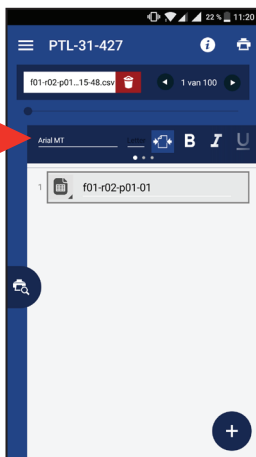 22 % 11:20
PTL-31-427
f01-r02-p01...15-48.csv 1 van 100
Arial MT B I U
1 f01-r02-p01-01